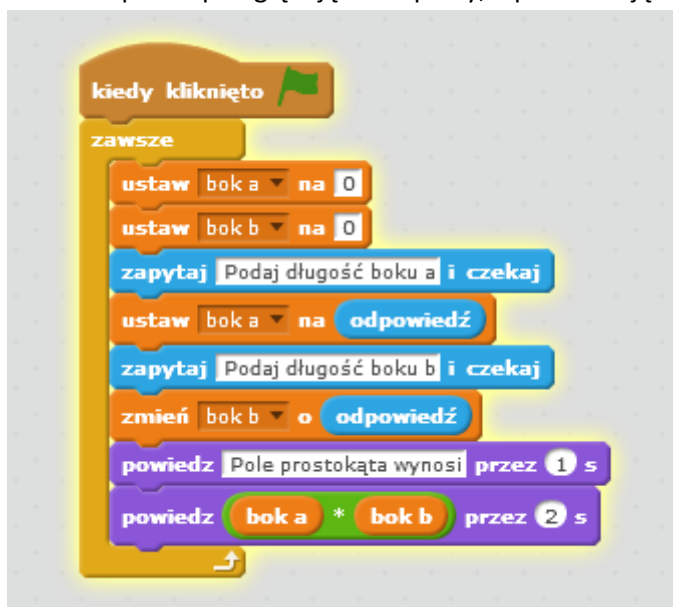 kiedy kliknięto
zawsze
ustaw bok a na 0
ustaw bok b na 0
zapytaj Podaj długość boku a i czekaj
ustaw bok a na odpowiedź
zapytaj Podaj długość boku b i czekaj
zmień bok b o odpowiedź
powiedz Pole prostokąta wynosi przez 1 s
powiedz bok a * bok b przez 2 s